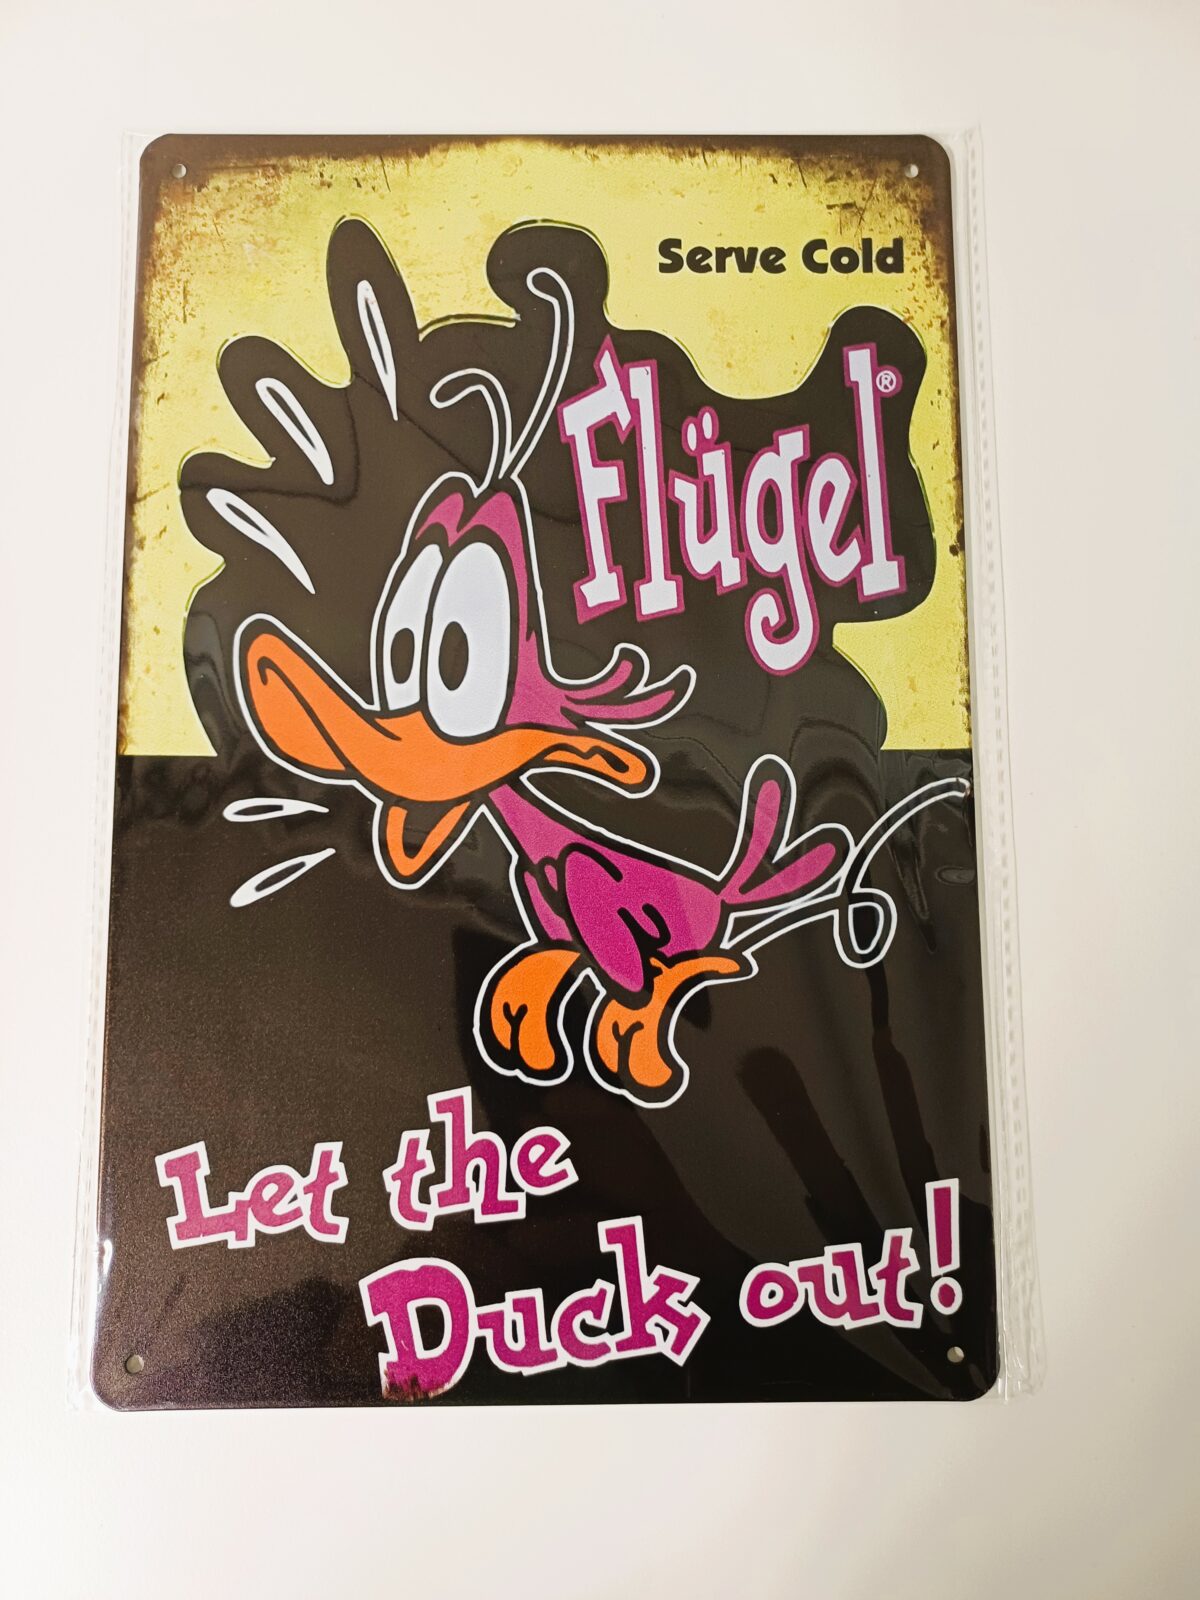 Serve Cold
Flügel®
Let the
Duck out!